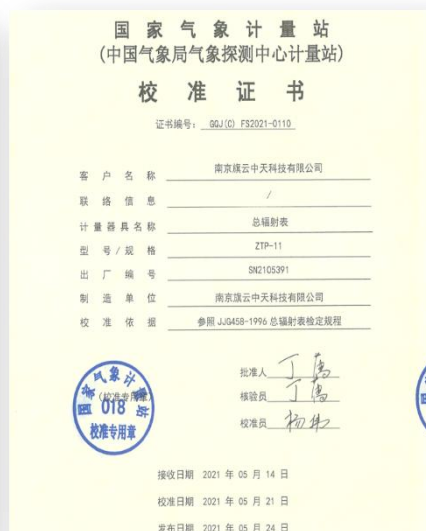 国家气象计量站
(中国气象局气象探测中心计量站)
校准证书
证书编号： GQJ(C) FS2021-0110
客户名称 南京旗云中天科技有限公司
联络信息 /
计量器具名称 总辐射表
型号/规格 ZTP-11
出厂编号 SN2105391
制造单位 南京旗云中天科技有限公司
校准依据 参照 JJG458-1996 总辐射表检定规程
国家气象计量站
(校准专用章)
018
校准专用章
批准人
核验员
校准员 杨
接收日期 2021 年 05 月 14 日
校准日期 2021 年 05 月 21 日
发布日期 2021 年 05 月 24 日